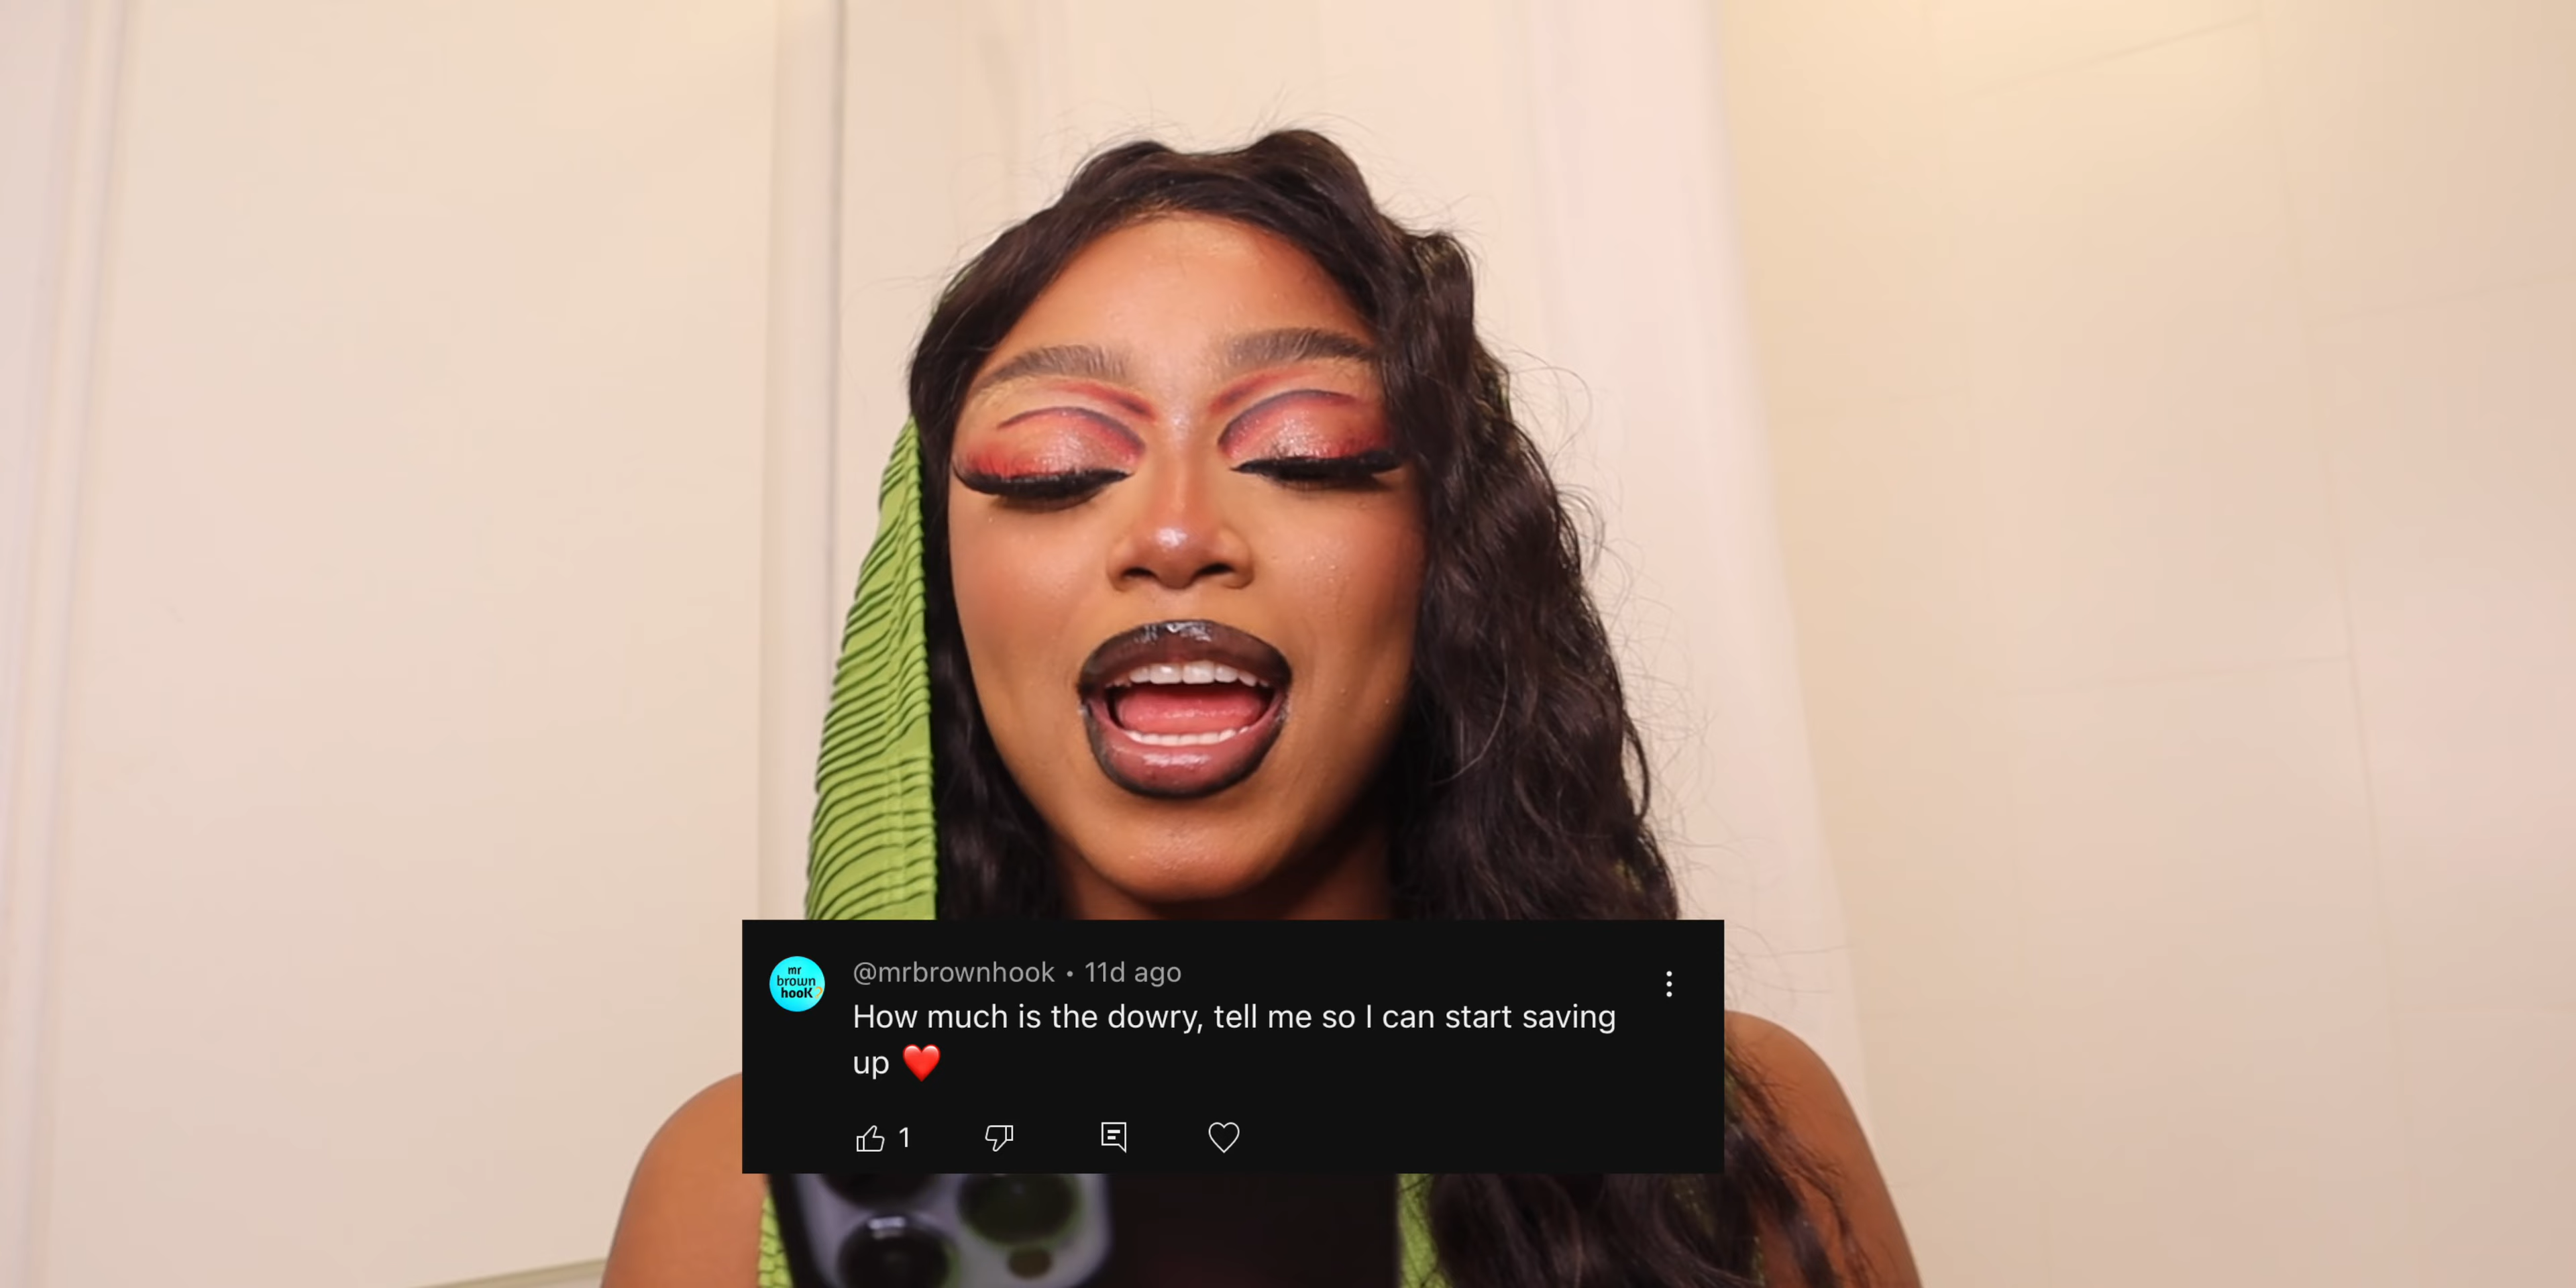 mr
brown
hooK
@mrbrownhook • 11d ago
How much is the dowry, tell me so I can start saving
up ❤️
1